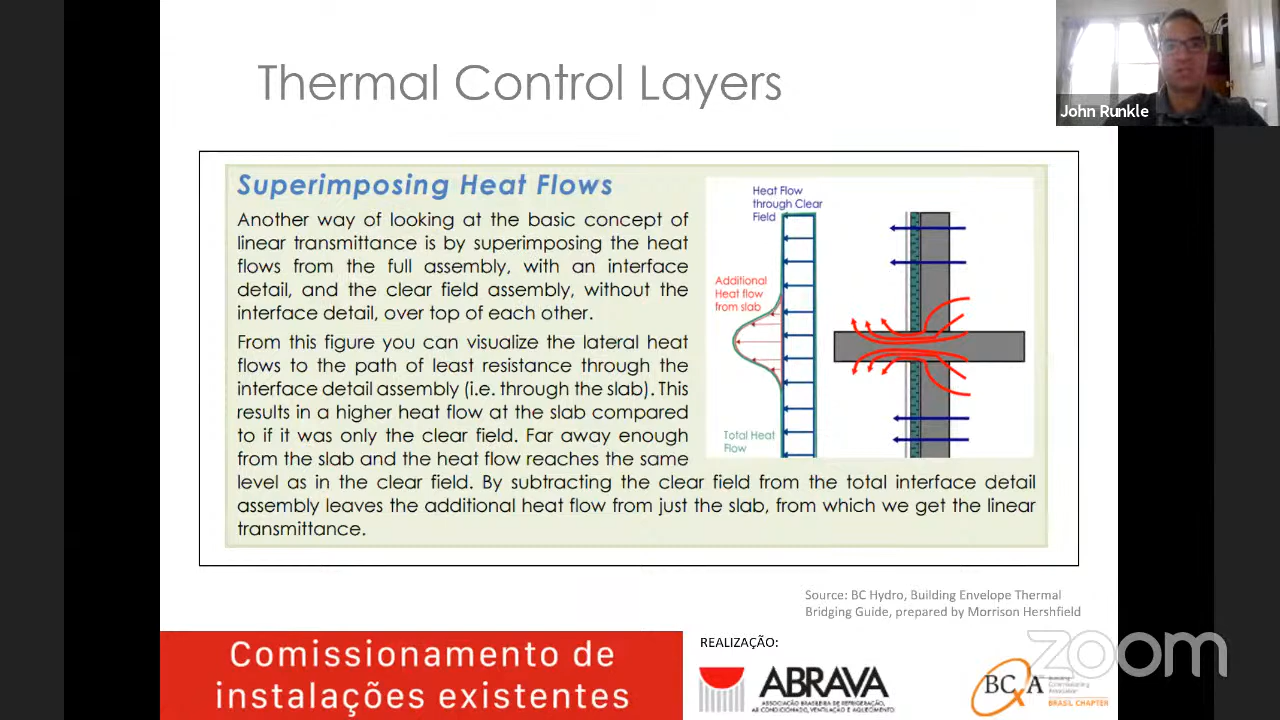 Thermal Control Layers
John Runkle
Superimposing Heat Flows
Another way of looking at the basic concept of
linear transmittance is by superimposing the heat
flows from the full assembly, with an interface
detail, and the clear field assembly, without the
interface detail, over top of each other.
From this figure you can visualize the lateral heat
flows to the path of least resistance through the
interface detail assembly (i.e. through the slab). This
results in a higher heat flow at the slab compared
to if it was only the clear field. Far away enough
from the slab and the heat flow reaches the same
level as in the clear field. By subtracting the clear field from the total interface detail
assembly leaves the additional heat flow from just the slab, from which we get the linear
transmittance.
Heat Flow
through Clear
Field
Additional
Heat flow
from slab
Total Heat
Flow
Source: BC Hydro, Building Envelope Thermal
Bridging Guide, prepared by Morrison Hershfield
Comissionamento de
instalações existentes
REALIZAÇÃO:
ABRAVA
ASSOCIAÇÃO BRASILEIRA DE REFRIGERAÇÃO,
AR CONDICIONADO, VENTILAÇÃO E AQUECIMENTO
BCxA
Building
Commissioning
Association
BRASIL CHAPTER
zoom